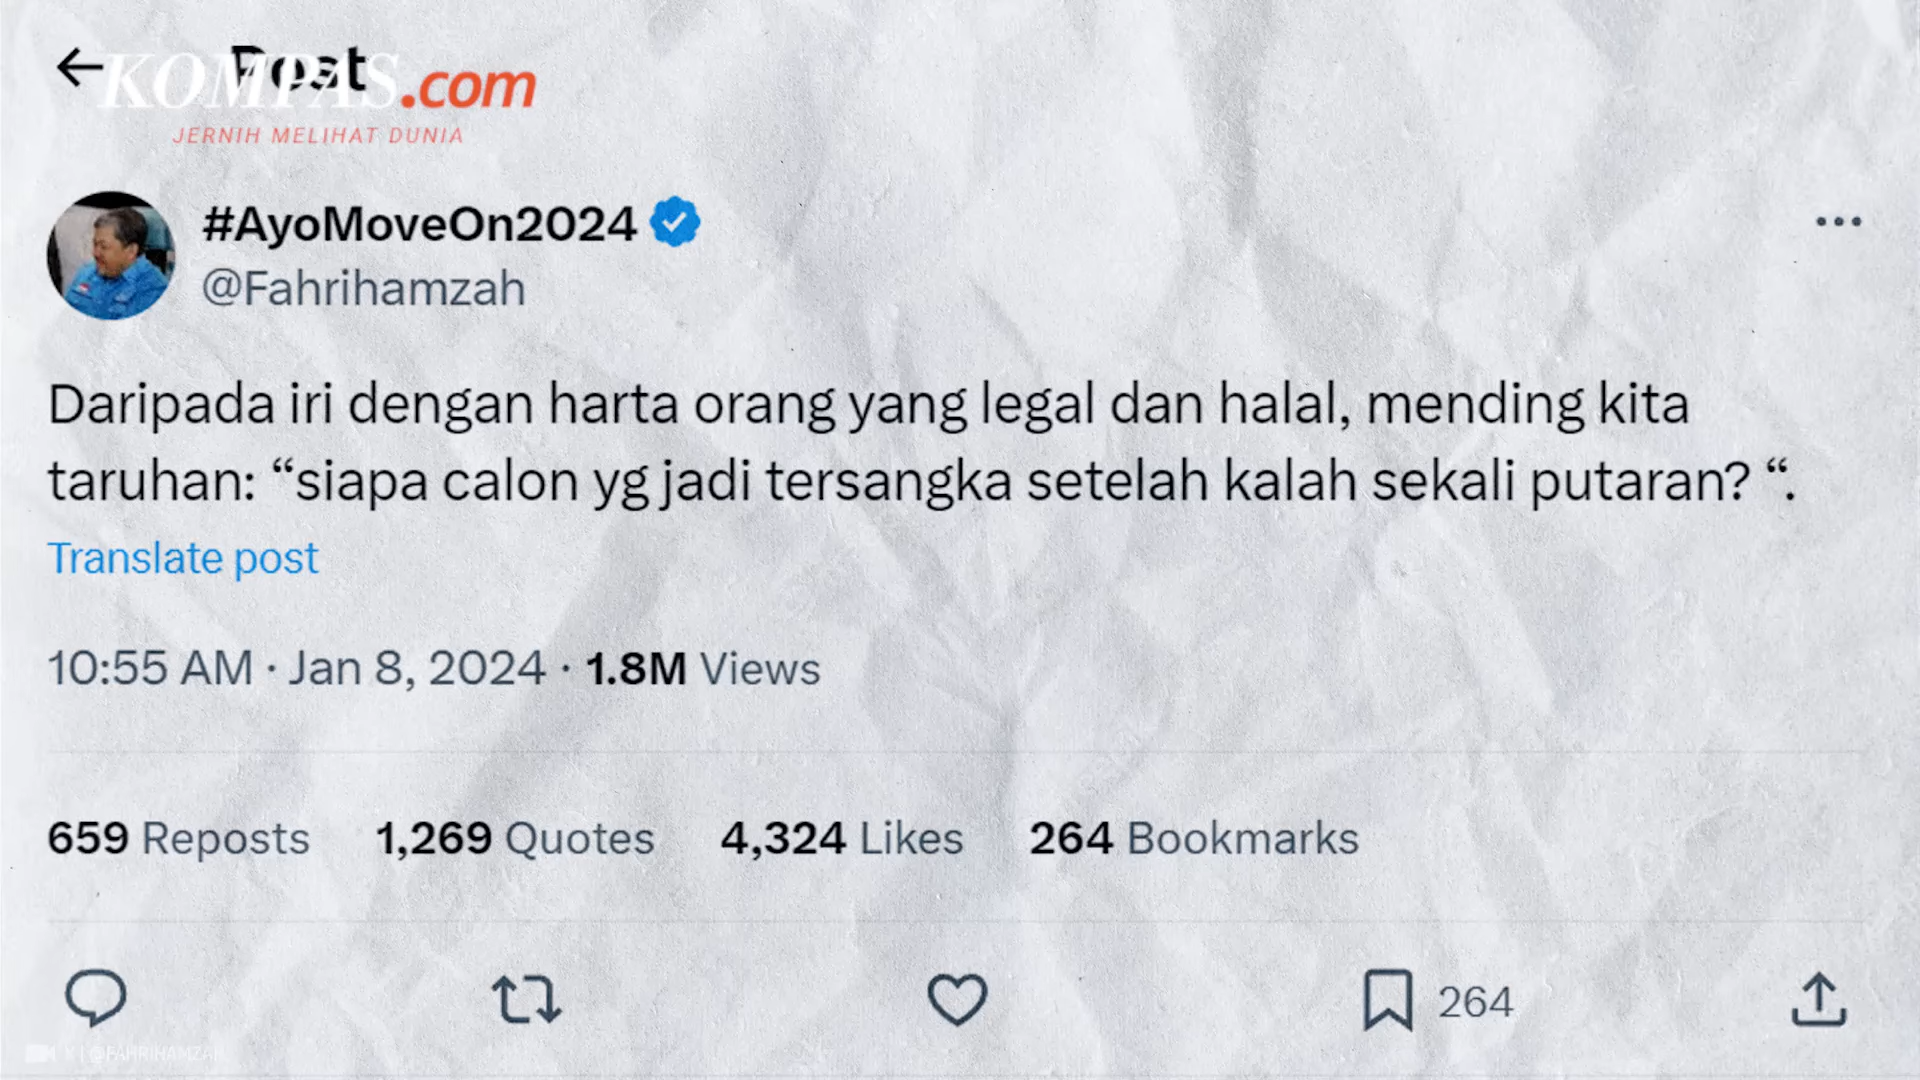 Post
KOMPAS.com
JERNIH MELIHAT DUNIA
#AyoMoveOn2024
@Fahrihamzah
Daripada iri dengan harta orang yang legal dan halal, mending kita
taruhan: “siapa calon yg jadi tersangka setelah kalah sekali putaran? “.
Translate post
10:55 AM · Jan 8, 2024 · 1.8M Views
659 Reposts 1,269 Quotes 4,324 Likes 264 Bookmarks
264
X | @FAHRIHAMZAH